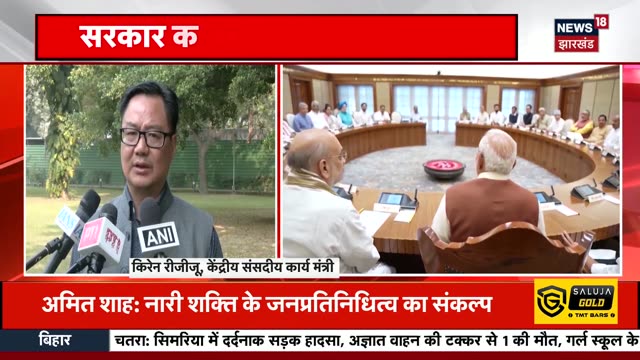 सरकार क
NEWS 18
झारखंड
ANI
किरेन रीजीजू, केंद्रीय संसदीय कार्य मंत्री
अमित शाह: नारी शक्ति के जनप्रतिनिधित्व का संकल्प
SALUJA
GOLD
TMT BARS
बिहार
चतरा: सिमरिया में दर्दनाक सड़क हादसा, अज्ञात वाहन की टक्कर से 1 की मौत, गर्ल्स स्कूल के